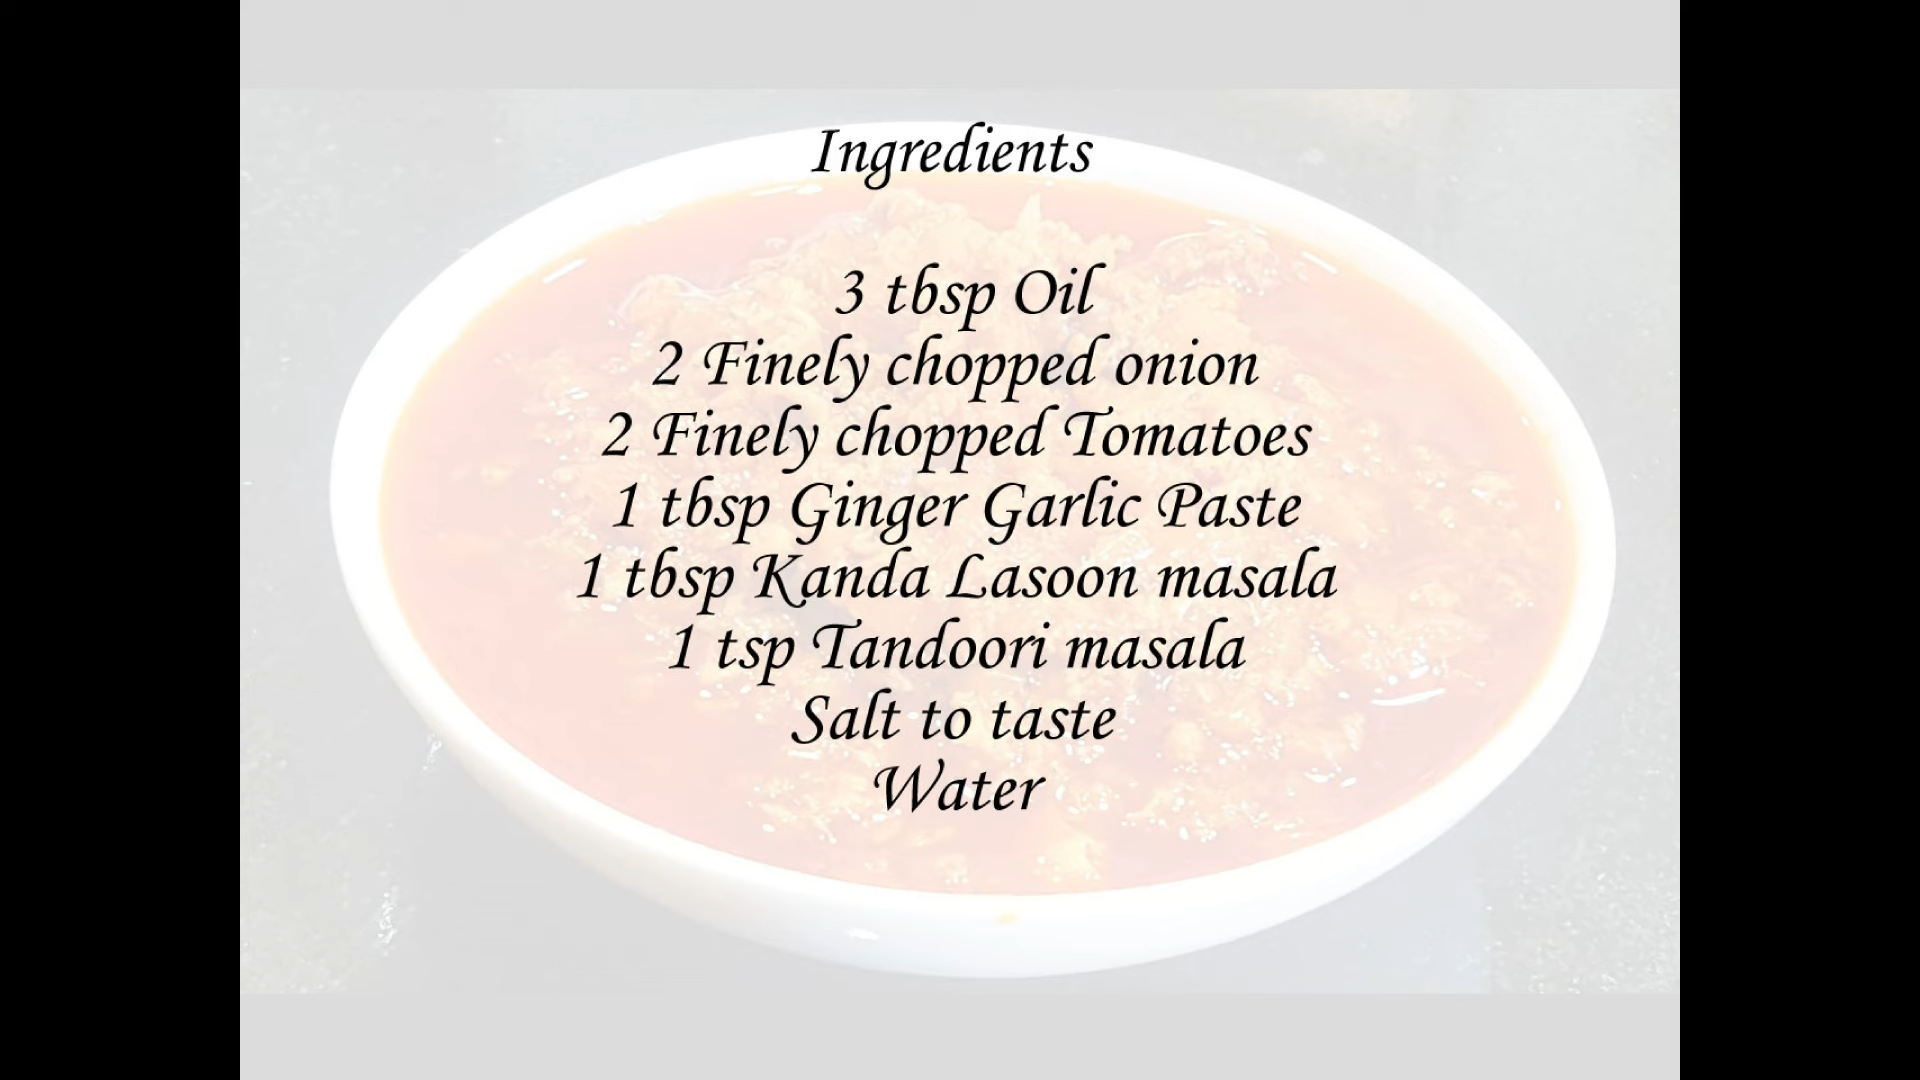 Ingredients
3 tbsp Oil
2 Finely chopped onion
2 Finely chopped Tomatoes
1 tbsp Ginger Garlic Paste
1 tbsp Kanda Lasoon masala
1 tsp Tandoori masala
Salt to taste
Water